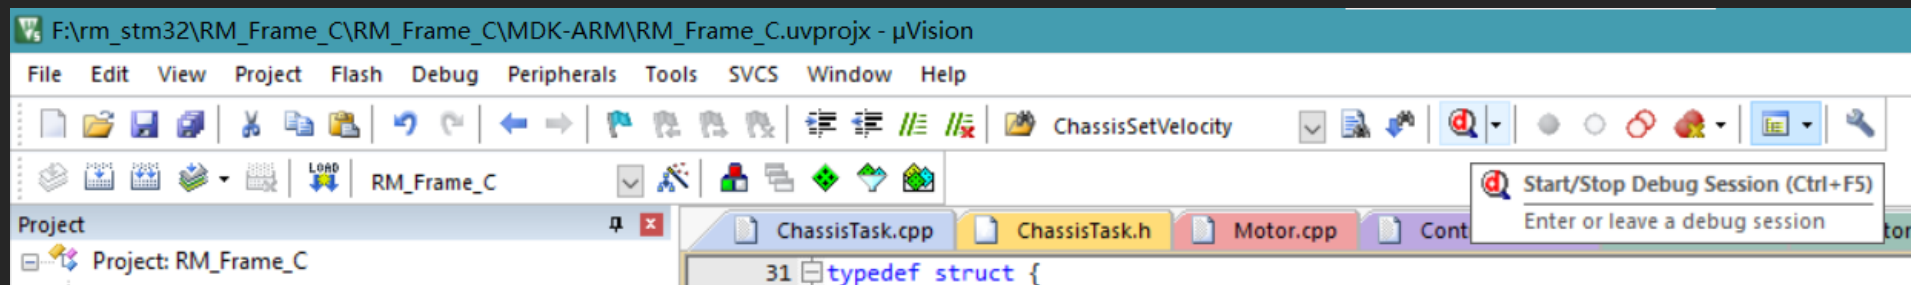 F:\rm_stm32\RM_Frame_C\RM_Frame_C\MDK-ARM\RM_Frame_C.uvprojx - µVision
File Edit View Project Flash Debug Peripherals Tools SVCS Window Help
ChassisSetVelocity
LOAD RM_Frame_C
Start/Stop Debug Session (Ctrl+F5)
Enter or leave a debug session
Project
ChassisTask.cpp ChassisTask.h Motor.cpp Cont tor
Project: RM_Frame_C
31 typedef struct {